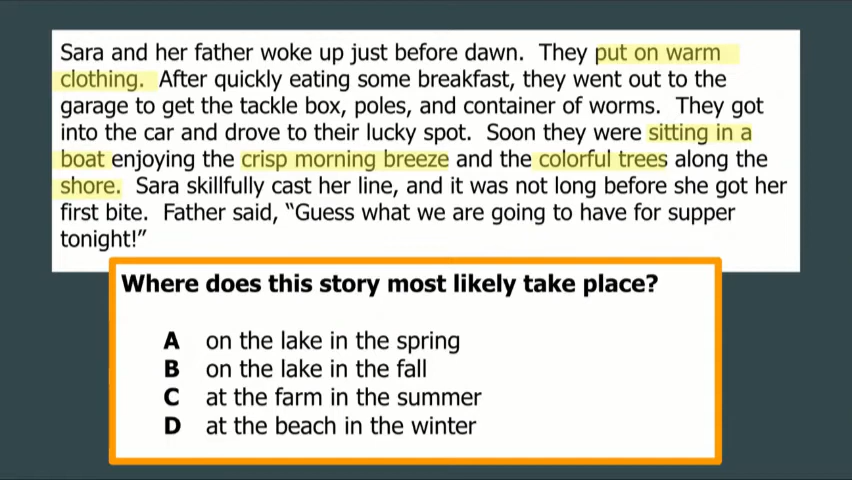 Sara and her father woke up just before dawn.  They put on warm
clothing.  After quickly eating some breakfast, they went out to the
garage to get the tackle box, poles, and container of worms.  They got
into the car and drove to their lucky spot.  Soon they were sitting in a
boat enjoying the crisp morning breeze and the colorful trees along the
shore.  Sara skillfully cast her line, and it was not long before she got her
first bite.  Father said, “Guess what we are going to have for supper
tonight!”
Where does this story most likely take place?
A on the lake in the spring
B on the lake in the fall
C at the farm in the summer
D at the beach in the winter